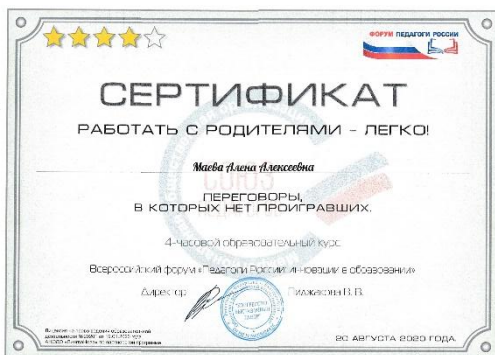 ФОРУМ ПЕДАГОГИ РОССИИ
СЕРТИФИКАТ
РАБОТАТЬ С РОДИТЕЛЯМИ - ЛЕГКО!
Маева Алена Алексеевна
СОЮЗ
ПЕРЕГОВОРЫ,
В КОТОРЫХ НЕТ ПРОИГРАВШИХ.
4-часовой образовательный курс
Всероссийский форум «Педагоги России: инновации в образовании»
Директор
В. В.
20 АВГУСТА 2020 ГОДА.